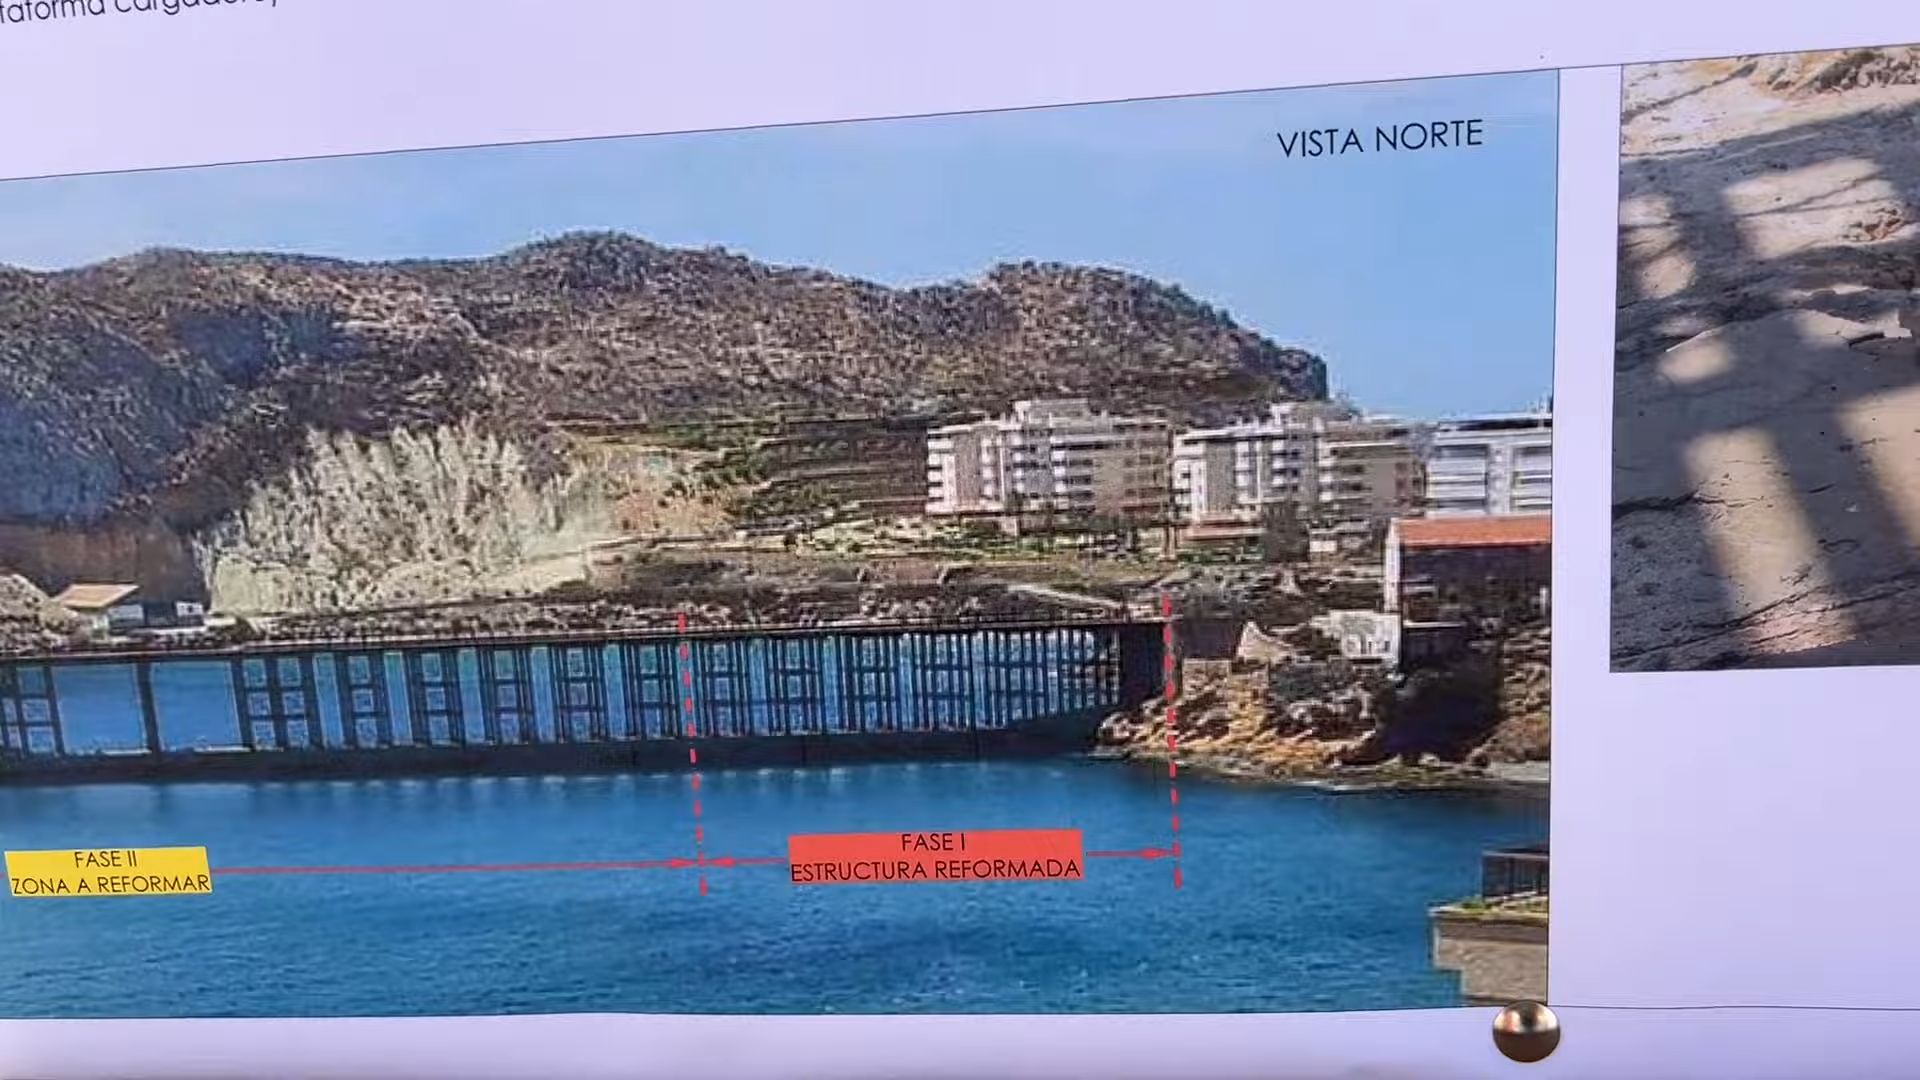 VISTA NORTE
FASE II
ZONA A REFORMAR
FASE I
ESTRUCTURA REFORMADA